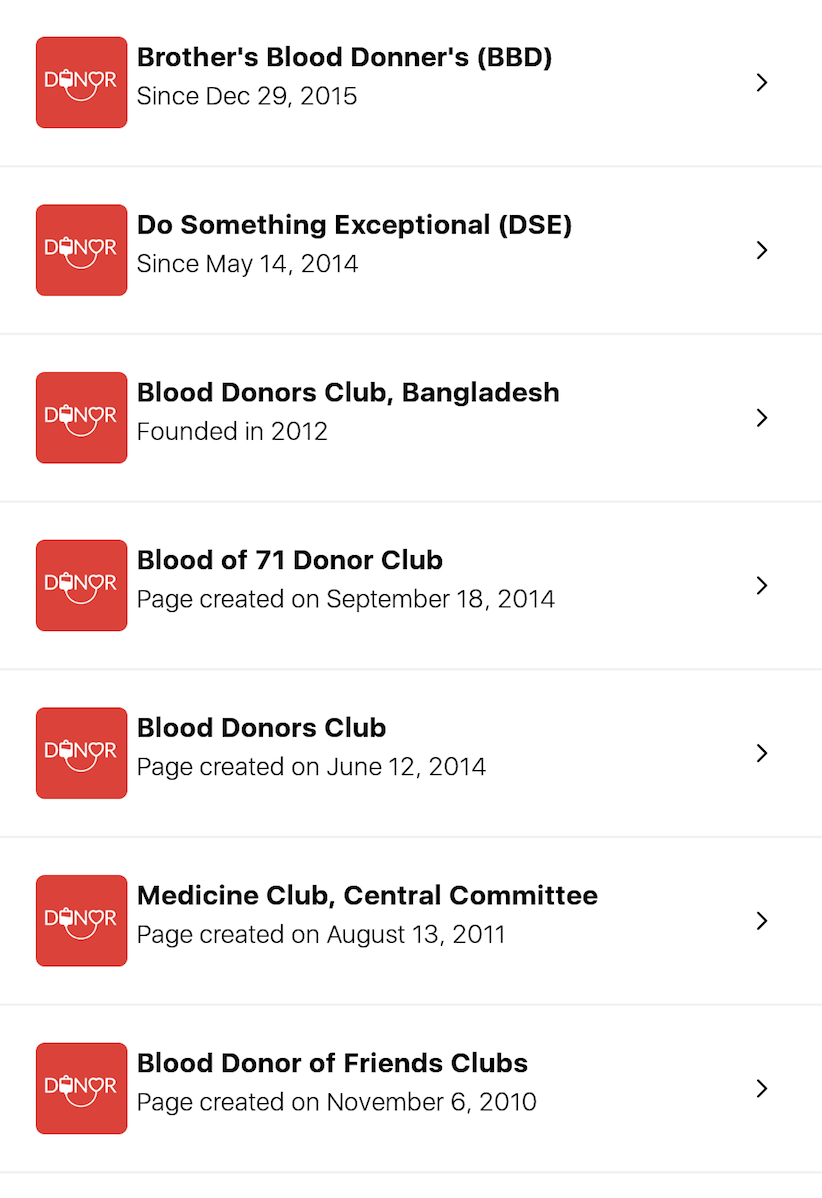 DONOR
Brother's Blood Donner's (BBD)
Since Dec 29, 2015
DONOR
Do Something Exceptional (DSE)
Since May 14, 2014
DONOR
Blood Donors Club, Bangladesh
Founded in 2012
DONOR
Blood of 71 Donor Club
Page created on September 18, 2014
DONOR
Blood Donors Club
Page created on June 12, 2014
DONOR
Medicine Club, Central Committee
Page created on August 13, 2011
DONOR
Blood Donor of Friends Clubs
Page created on November 6, 2010